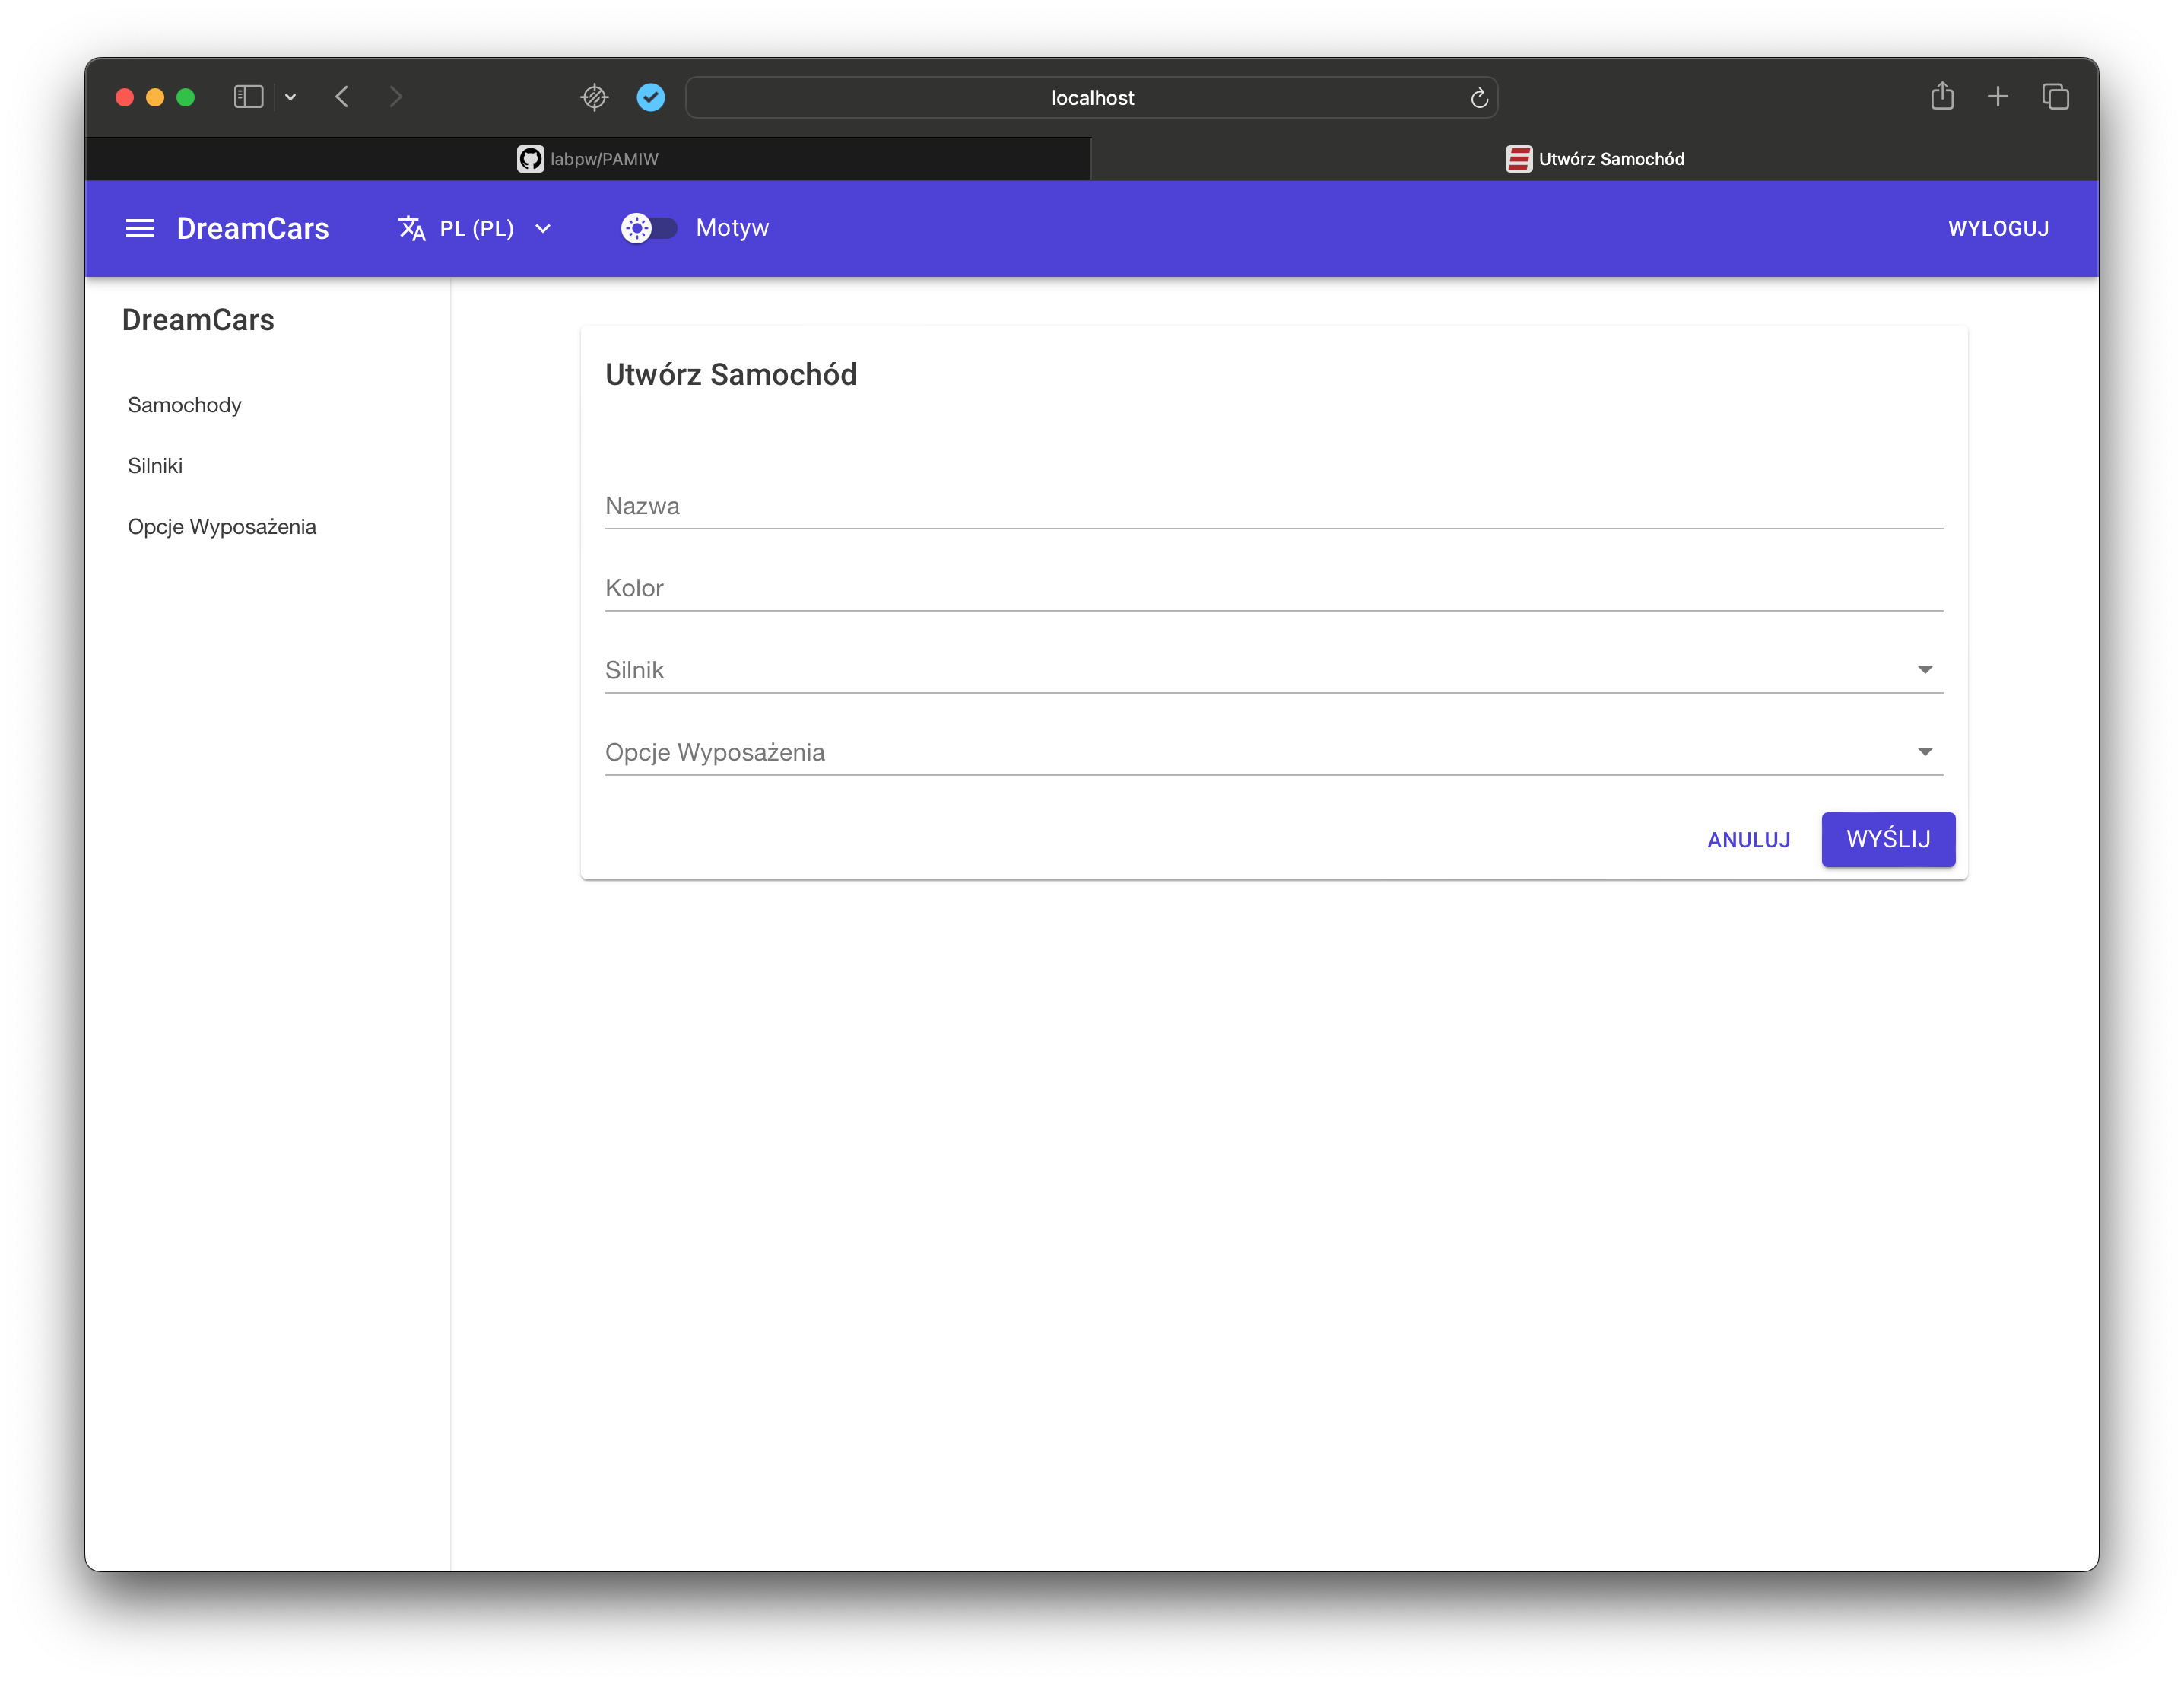 localhost
labpw/PAMIW
Utwórz Samochód
DreamCars
PL (PL)
Motyw
WYLOGUJ
DreamCars
Samochody
Silniki
Opcje Wyposażenia
Utwórz Samochód
Nazwa
Kolor
Silnik
Opcje Wyposażenia
ANULUJ
WYŚLIJ